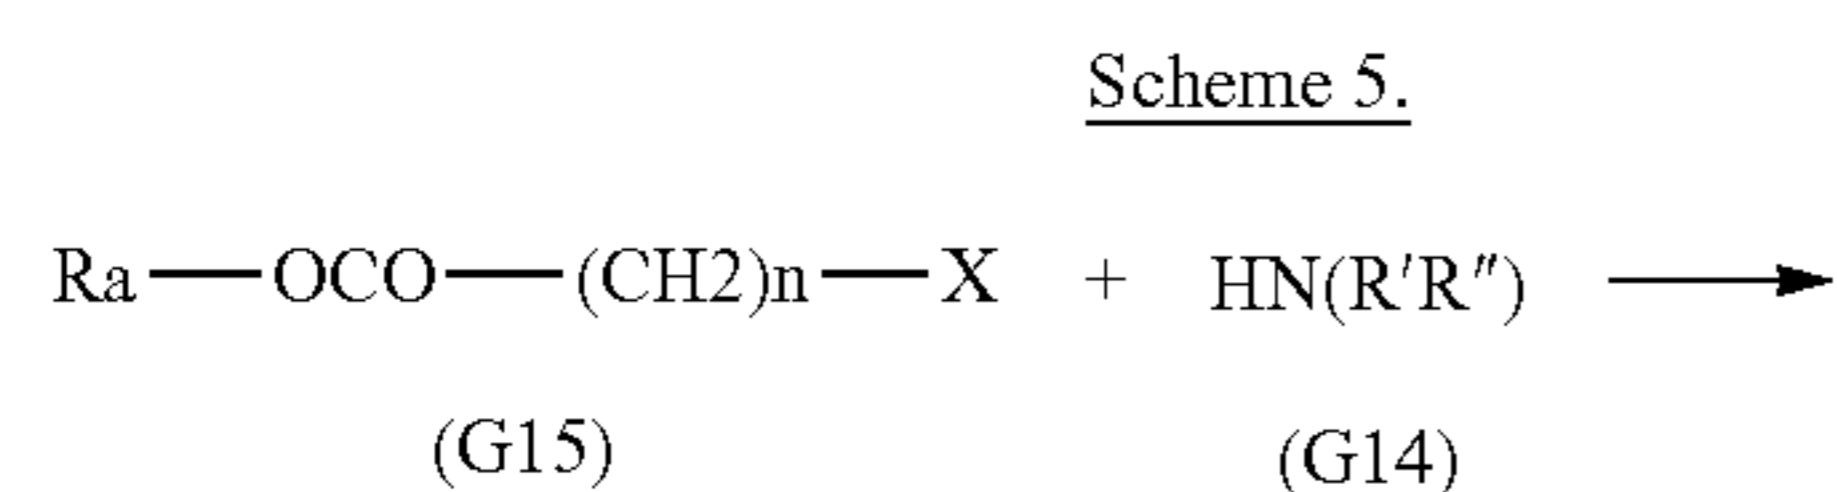 Scheme 5.
Ra—OCO—(CH2)n—X + HN(R'R")
(G15) (G14)